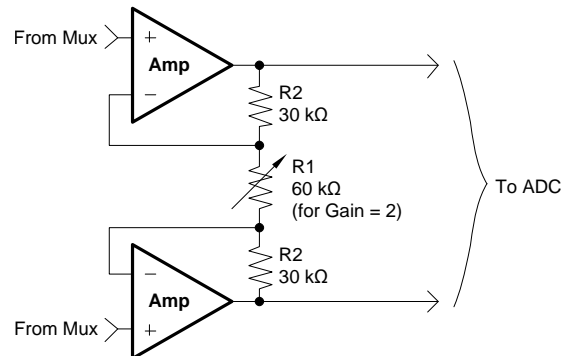 From Mux
+
Amp
−
R2
30 kΩ
R1
60 kΩ
(for Gain = 2)
To ADC
R2
30 kΩ
−
Amp
From Mux
+